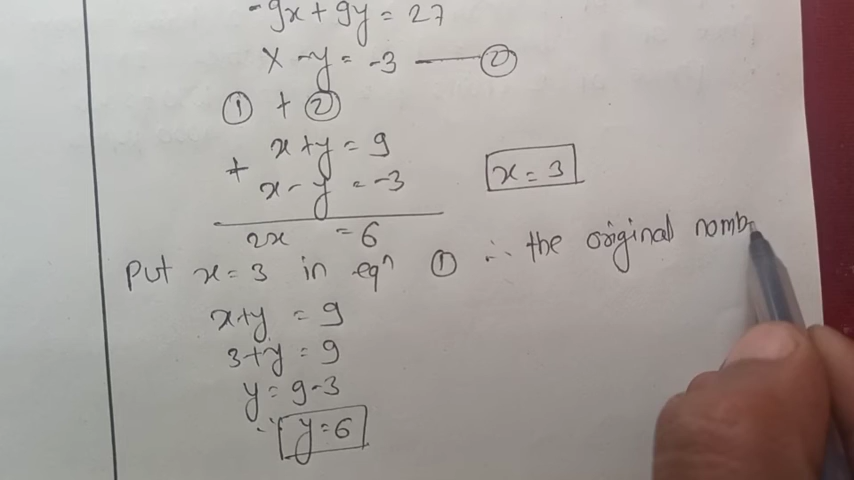 -9x + 9y = 27
x - y = -3 —— ②
① + ②
+ x + y = 9
x - y = -3
x = 3
2x = 6
Put x = 3 in eqⁿ ① ∴ the original nomb
x + y = 9
3 + y = 9
y = 9 - 3
∴ y = 6